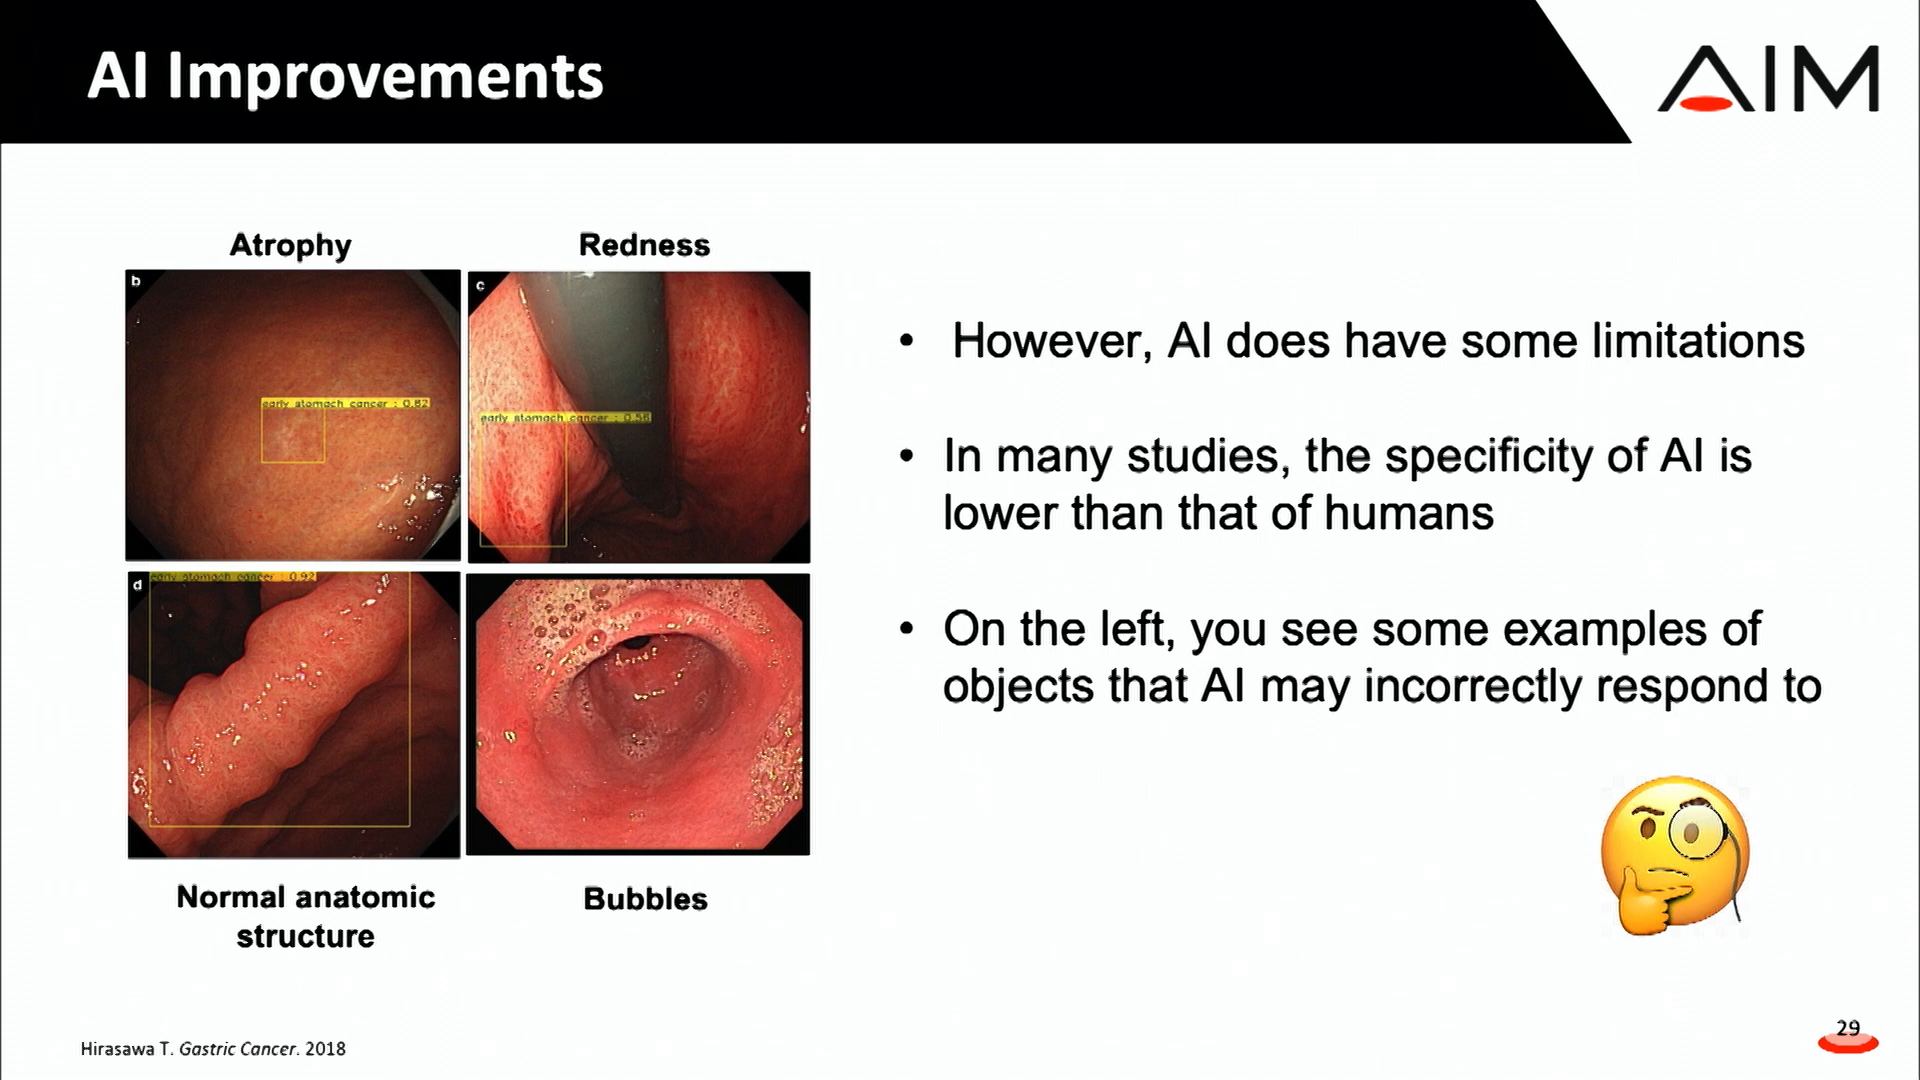 AI Improvements
AIM
Atrophy
Redness
b
early stomach cancer : 0.82
c
early stomach cancer : 0.56
d
early stomach cancer : 0.92
Normal anatomic
structure
Bubbles
• However, AI does have some limitations
• In many studies, the specificity of AI is
lower than that of humans
• On the left, you see some examples of
objects that AI may incorrectly respond to
Hirasawa T. Gastric Cancer. 2018
29